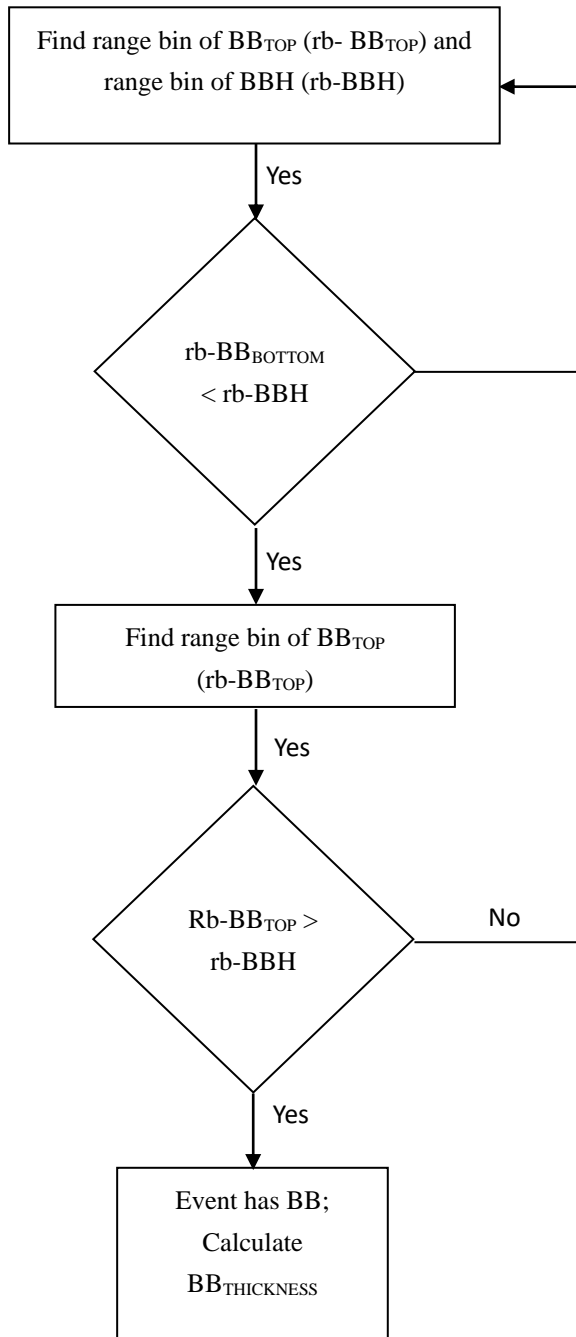 Find range bin of BBTOP (rb- BBTOP) and
range bin of BBH (rb-BBH)
Yes
rb-BBBOTTOM
< rb-BBH
Yes
Find range bin of BBTOP
(rb-BBTOP)
Yes
Rb-BBTOP >
rb-BBH
No
Yes
Event has BB;
Calculate
BBTHICKNESS